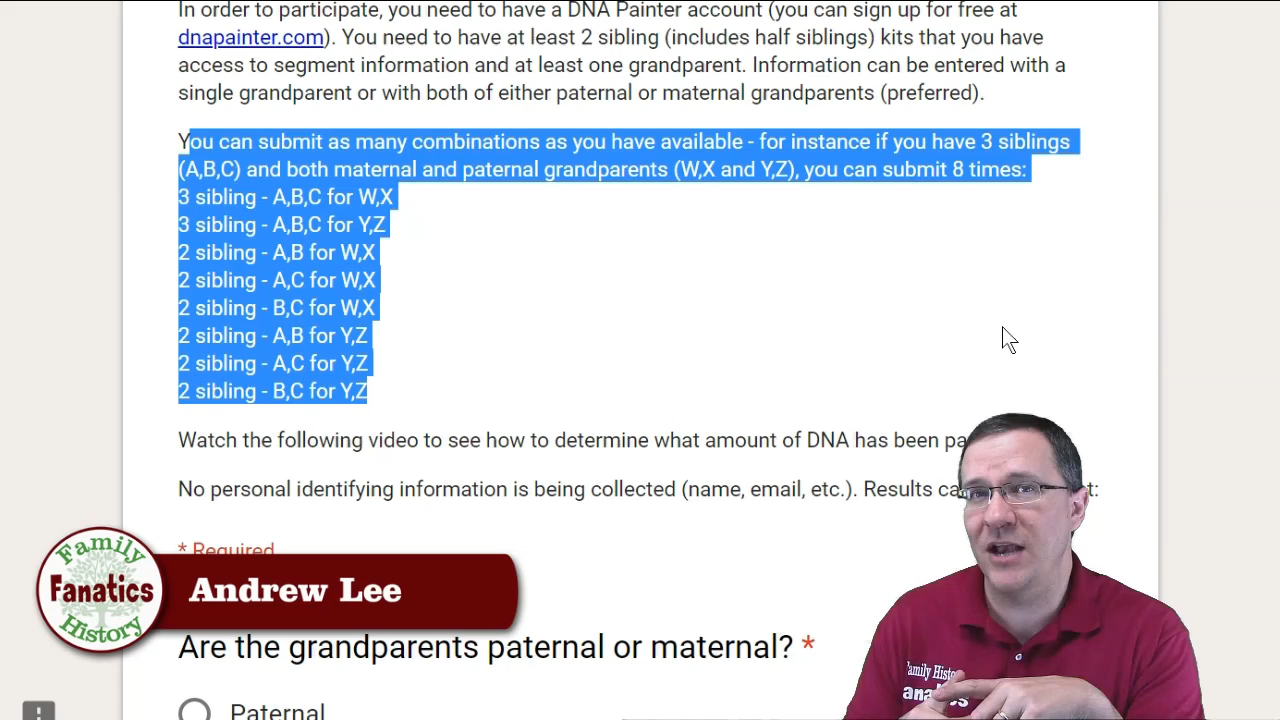 In order to participate, you need to have a DNA Painter account (you can sign up for free at
dnapainter.com). You need to have at least 2 sibling (includes half siblings) kits that you have
access to segment information and at least one grandparent. Information can be entered with a
single grandparent or with both of either paternal or maternal grandparents (preferred).
You can submit as many combinations as you have available - for instance if you have 3 siblings
(A,B,C) and both maternal and paternal grandparents (W,X and Y,Z), you can submit 8 times:
3 sibling - A,B,C for W,X
3 sibling - A,B,C for Y,Z
2 sibling - A,B for W,X
2 sibling - A,C for W,X
2 sibling - B,C for W,X
2 sibling - A,B for Y,Z
2 sibling - A,C for Y,Z
2 sibling - B,C for Y,Z
Watch the following video to see how to determine what amount of DNA has been
No personal identifying information is being collected (name, email, etc.). Results
* Required
Family
Fanatics
History
Andrew Lee
Are the grandparents paternal or maternal? *
Paternal
Family